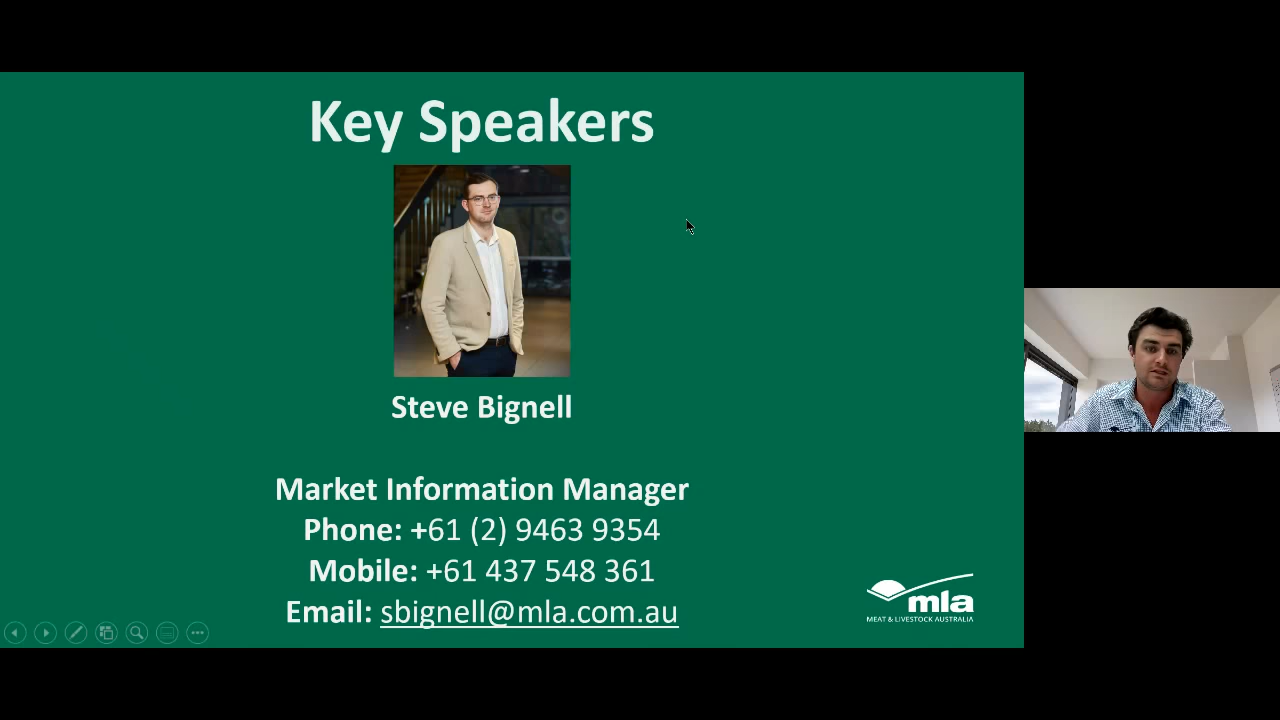 Key Speakers
Steve Bignell
Market Information Manager
Phone: +61 (2) 9463 9354
Mobile: +61 437 548 361
Email: sbignell@mla.com.au
mla
MEAT & LIVESTOCK AUSTRALIA